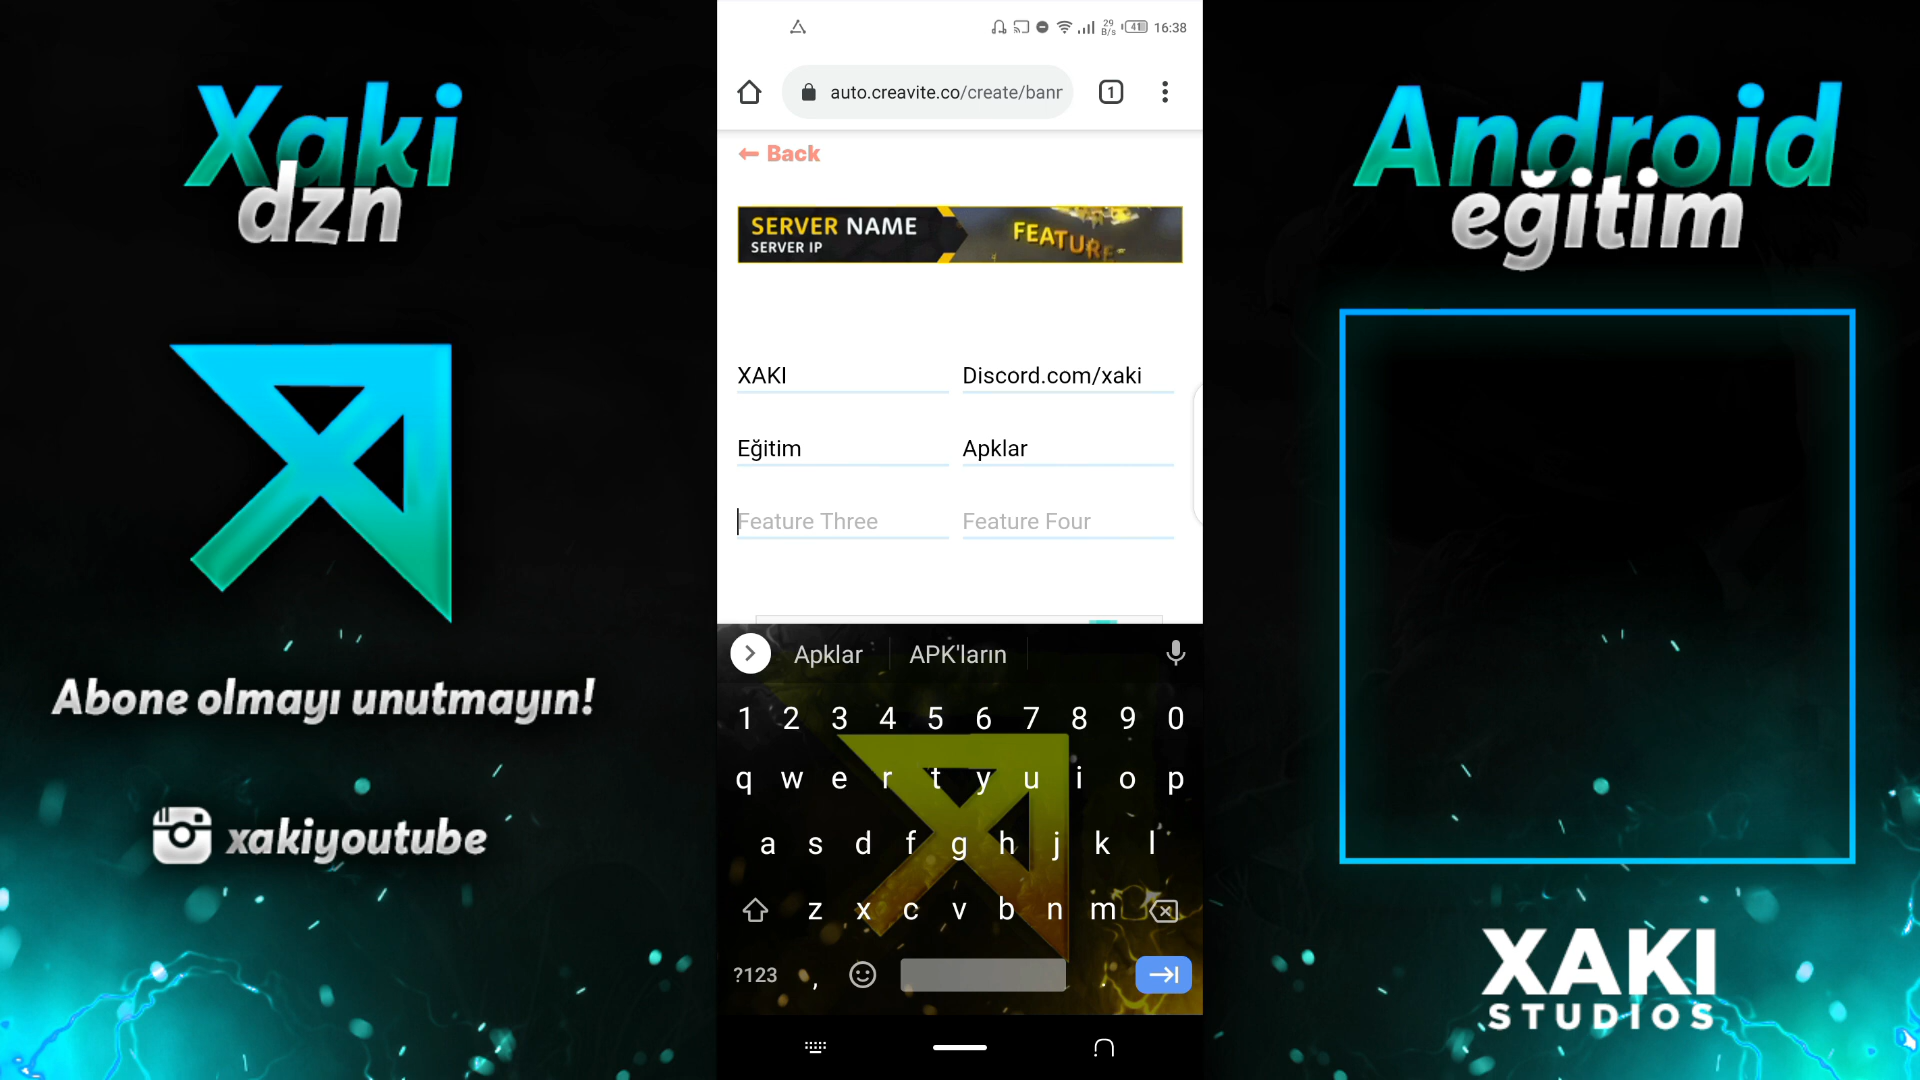 Xaki
dzn
Abone olmayı unutmayın!
xakiyoutube
29
B/s
41
16:38
auto.creavite.co/create/banr
1
← Back
SERVER NAME
SERVER IP
FEATURE
XAKI
Discord.com/xaki
Eğitim
Apklar
Feature Three
Feature Four
Apklar
APK'ların
1 2 3 4 5 6 7 8 9 0
q w e r t y u i o p
a s d f g h j k l
z x c v b n m
?123 , .
Android
eğitim
XAKI
STUDIOS